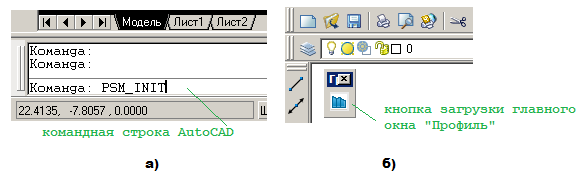 Модель Лист1 Лист2
Команда:
Команда:
Команда: PSM_INIT
22.4135, -7.8057, 0.0000
командная строка AutoCAD
а)
0
кнопка загрузки главного
окна "Профиль"
б)